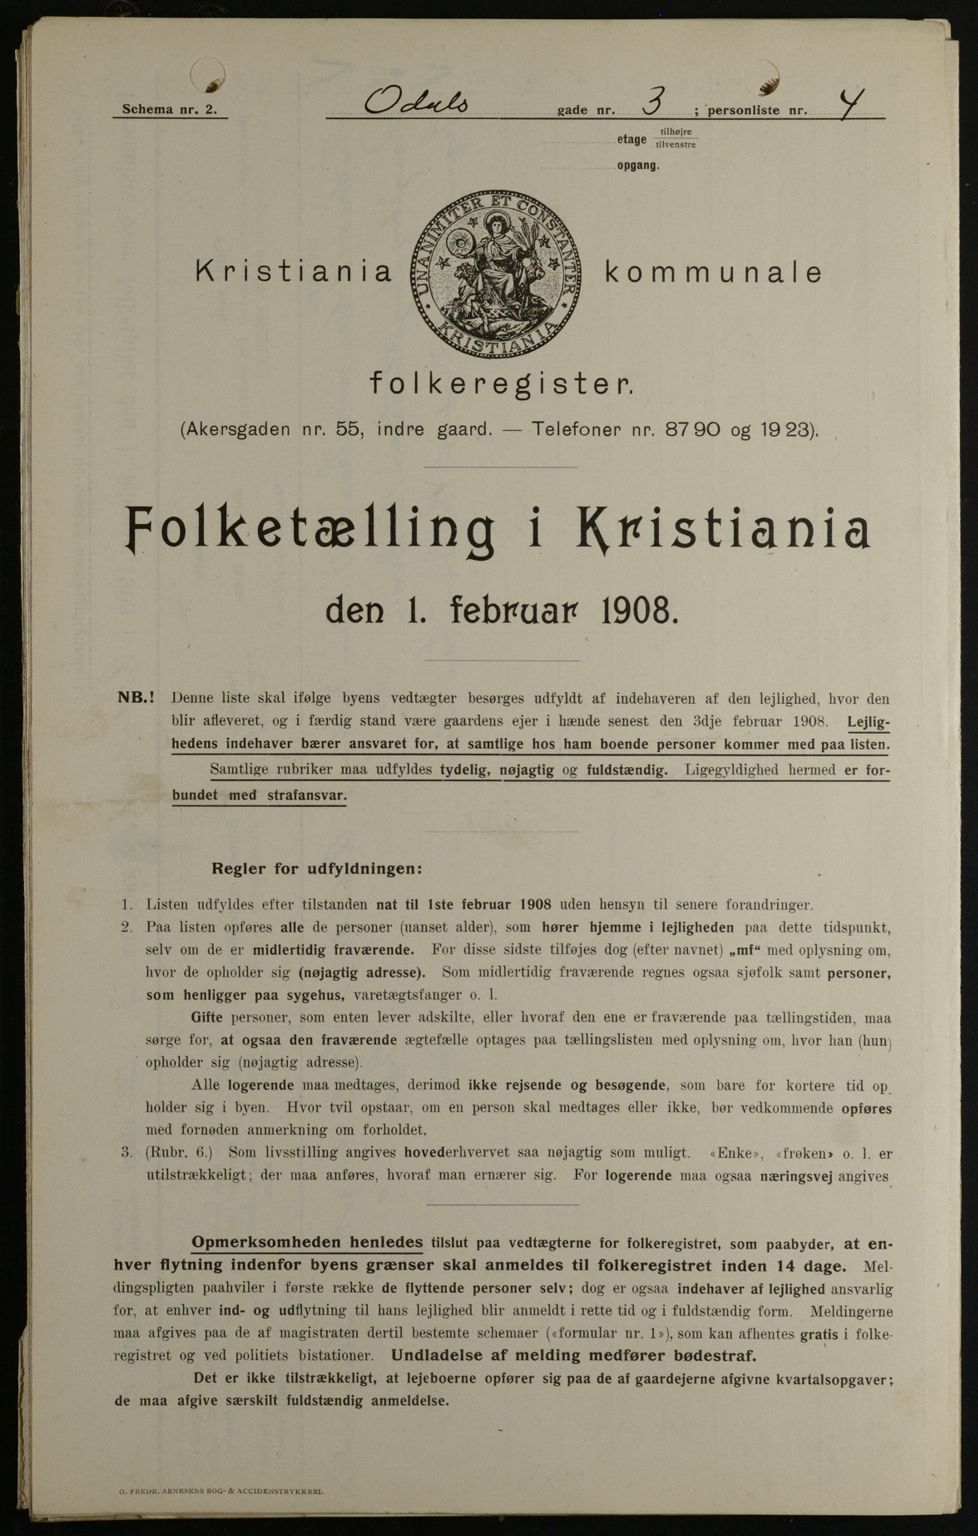 Schema nr. 2.
Odals gade nr. 3 ; personliste nr. 4
etage tilhøjre
tilvenstre
opgang.
UNANIMITER ET CONSTANTER
KRISTIANIA
Kristiania kommunale
folkeregister.
(Akersgaden nr. 55, indre gaard. — Telefoner nr. 87 90 og 19 23).
Folketælling i Kristiania
den 1. februar 1908.
NB.! Denne liste skal ifølge byens vedtægter besørges udfyldt af indehaveren af den lejlighed, hvor den
blir afleveret, og i færdig stand være gaardens ejer i hænde senest den 3dje februar 1908. Lejlig-
hedens indehaver bærer ansvaret for, at samtlige hos ham boende personer kommer med paa listen.
Samtlige rubriker maa udfyldes tydelig, nøjagtig og fuldstændig. Ligegyldighed hermed er for-
bundet med strafansvar.
Regler for udfyldningen:
1. Listen udfyldes efter tilstanden nat til 1ste februar 1908 uden hensyn til senere forandringer.
2. Paa listen opføres alle de personer (uanset alder), som hører hjemme i lejligheden paa dette tidspunkt,
selv om de er midlertidig fraværende. For disse sidste tilføjes dog (efter navnet) „mf“ med oplysning om,
hvor de opholder sig (nøjagtig adresse). Som midlertidig fraværende regnes ogsaa sjøfolk samt personer,
som henligger paa sygehus, varetægtsfanger o. l.
Gifte personer, som enten lever adskilte, eller hvoraf den ene er fraværende paa tællingstiden, maa
sørge for, at ogsaa den fraværende ægtefælle optages paa tællingslisten med oplysning om, hvor han (hun)
opholder sig (nøjagtig adresse).
Alle logerende maa medtages, derimod ikke rejsende og besøgende, som bare for kortere tid op
holder sig i byen. Hvor tvil opstaar, om en person skal medtages eller ikke, bør vedkommende opføres
med fornøden anmerkning om forholdet.
3. (Rubr. 6.) Som livsstilling angives hovederhvervet saa nøjagtig som muligt. «Enke», «frøken» o. l. er
utilstrækkeligt; der maa anføres, hvoraf man ernærer sig. For logerende maa ogsaa næringsvej angives
Opmerksomheden henledes tilslut paa vedtægterne for folkeregistret, som paabyder, at en-
hver flytning indenfor byens grænser skal anmeldes til folkeregistret inden 14 dage. Mel-
dingspligten paahviler i første række de flyttende personer selv; dog er ogsaa indehaver af lejlighed ansvarlig
for, at enhver ind- og udflytning til hans lejlighed blir anmeldt i rette tid og i fuldstændig form. Meldingerne
maa afgives paa de af magistraten dertil bestemte schemaer («formular nr. 1»), som kan afhentes gratis i folke-
registret og ved politiets bistationer. Undladelse af melding medfører bødestraf.
Det er ikke tilstrækkeligt, at lejeboerne opfører sig paa de af gaardejerne afgivne kvartalsopgaver;
de maa afgive særskilt fuldstændig anmeldelse.
O. FREDR. ARNESENS BOG- & ACCIDENSTRYKKERI.